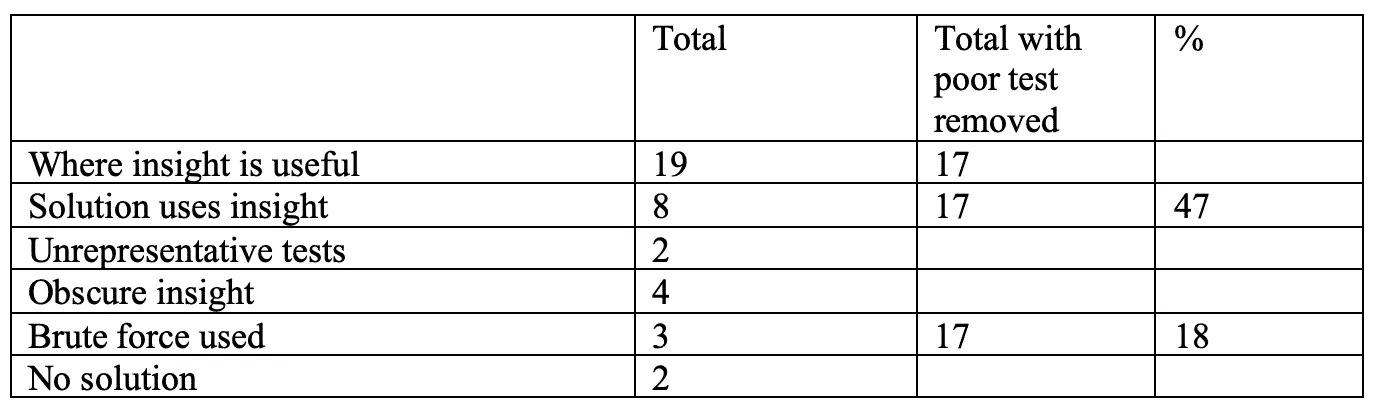 Total Total with %
poor test
removed
Where insight is useful 19 17
Solution uses insight 8 17 47
Unrepresentative tests 2
Obscure insight 4
Brute force used 3 17 18
No solution 2